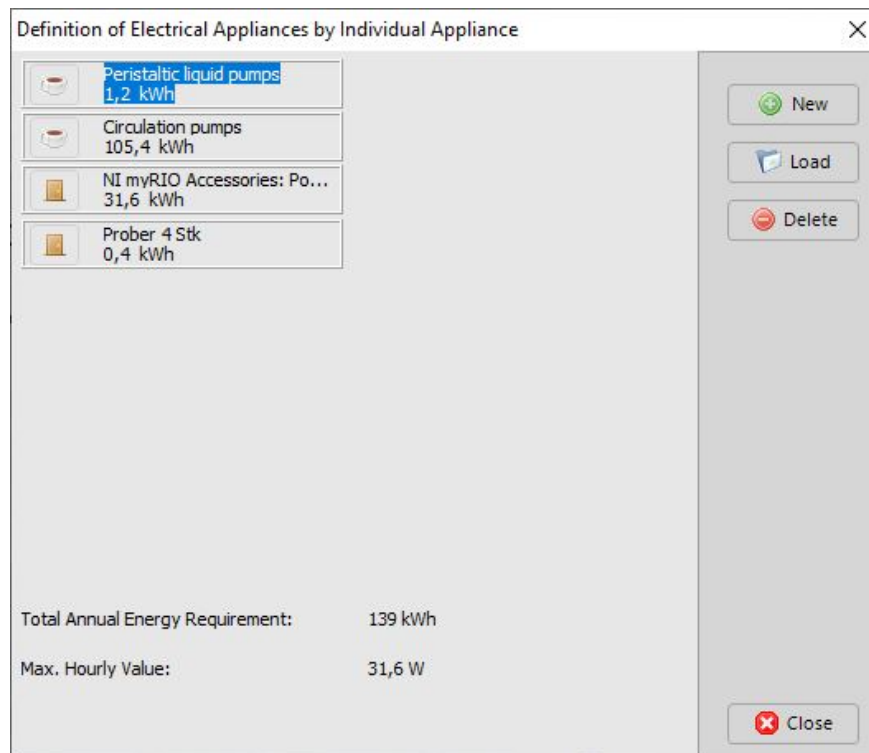 Definition of Electrical Appliances by Individual Appliance
Peristaltic liquid pumps
1,2 kWh
Circulation pumps
105,4 kWh
NI myRIO Accessories: Po...
31,6 kWh
Prober 4 Stk
0,4 kWh
New
Load
Delete
Total Annual Energy Requirement: 139 kWh
Max. Hourly Value: 31,6 W
Close